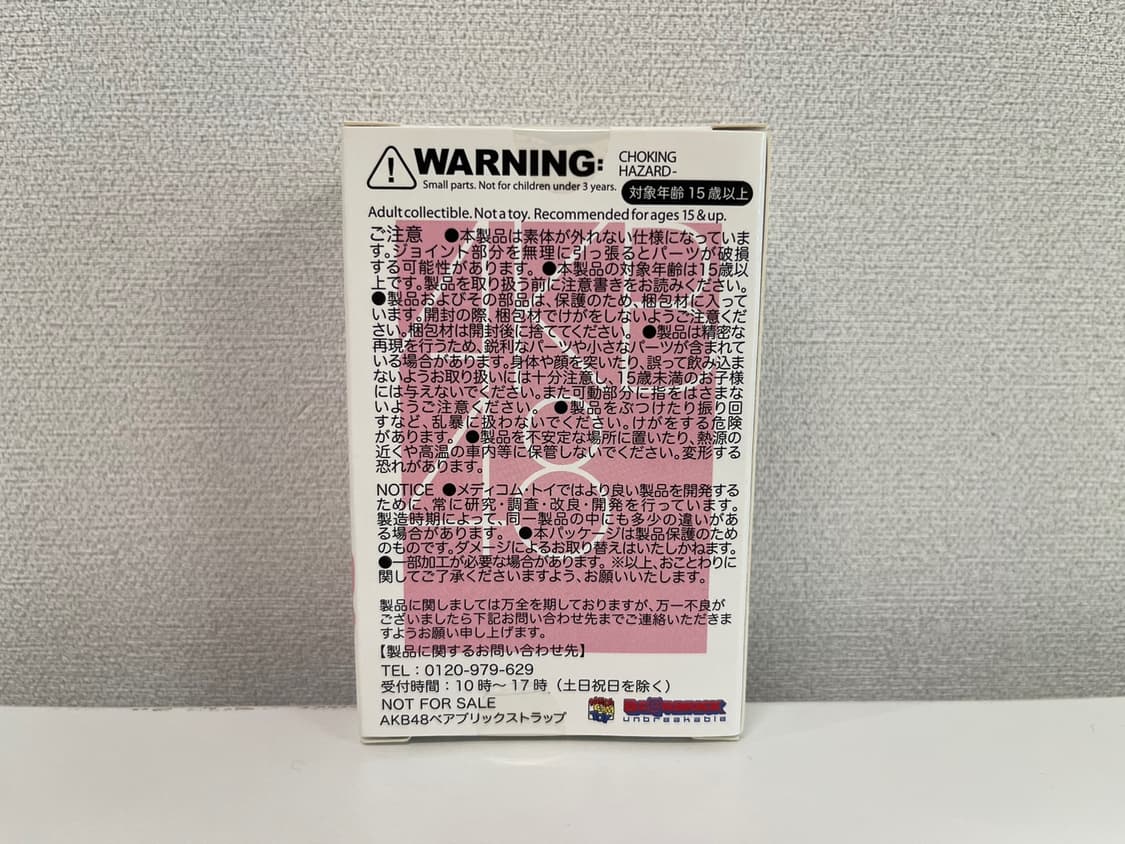 WARNING:
CHOKING
HAZARD-
Small parts. Not for children under 3 years.
対象年齢 15 歳以上
Adult collectible. Not a toy. Recommended for ages 15 & up.
AKB
48
ご注意 ●本製品は素体が外れない仕様になっていま
す。ジョイント部分を無理に引っ張るとパーツが破損
する可能性があります。●本製品の対象年齢は15歳以
上です。製品を取り扱う前に注意書きをお読みください。
●製品およびその部品は、保護のため、梱包材に入って
います。開封の際、梱包材でけがをしないようご注意くだ
さい。梱包材は開封後に捨ててください。●製品は精密な
再現を行うため、鋭利なパーツや小さなパーツが含まれて
いる場合があります。身体や顔を突いたり、誤って飲み込ま
ないようお取り扱いには十分注意し、15歳未満のお子様
には与えないでください。また可動部分に指をはさまな
いようご注意ください。●製品をぶつけたり振り回
すなど、乱暴に扱わないでください。けがをする危険
があります。●製品を不安定な場所に置いたり、熱源の
近くや高温の車内等に保管しないでください。変形する
恐れがあります。
NOTICE ●メディコム・トイではより良い製品を開発する
ために、常に研究・調査・改良・開発を行っています。
製造時期によって、同一製品の中にも多少の違いがあ
る場合があります。●本パッケージは製品保護のため
のものです。ダメージによるお取り替えはいたしかねます。
●一部加工が必要な場合があります。※以上、おことわりに
関してご了承くださいますよう、お願いいたします。
製品に関しましては万全を期しておりますが、万一不良が
ございましたら下記お問い合わせ先までご連絡いただきま
すようお願い申し上げます。
【製品に関するお問い合わせ先】
TEL：0120-979-629
受付時間：10時〜17時（土日祝日を除く）
NOT FOR SALE
AKB48ベアブリックストラップ
BE@RBRICK
unbreakable